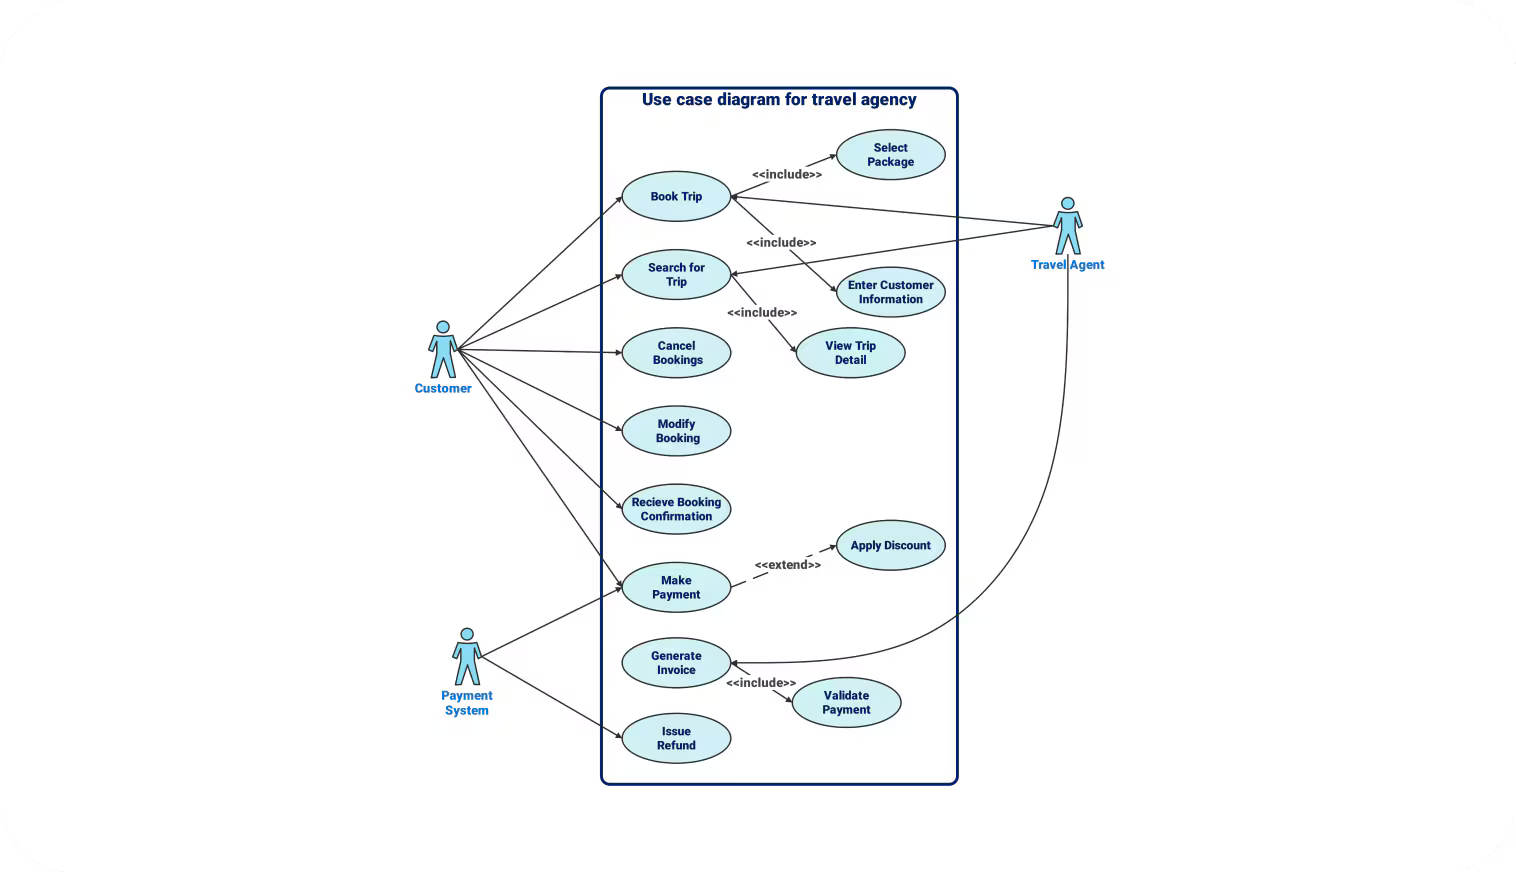 Use case diagram for travel agency
Select
Package
<<include>>
Book Trip
<<include>>
Travel Agent
Search for
Trip
Enter Customer
Information
<<include>>
Cancel
Bookings
View Trip
Detail
Customer
Modify
Booking
Recieve Booking
Confirmation
Apply Discount
<<extend>>
Make
Payment
Generate
Invoice
<<include>>
Validate
Payment
Payment
System
Issue
Refund